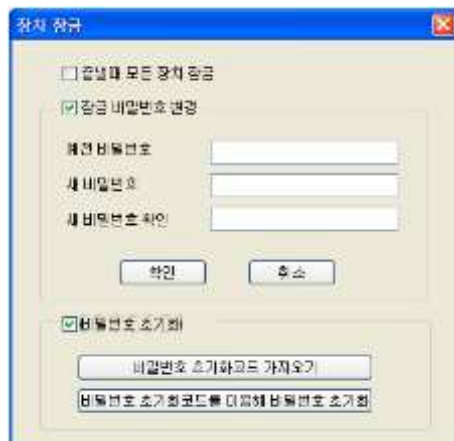 장치 잠금
끝낼때 모든 장치 잠금
잠금 비밀번호 변경
예전 비밀번호
새 비밀번호
새 비밀번호 확인
확인 취소
비밀번호 초기화
비밀번호 초기화코드 가져오기
비밀번호 초기화코드를 이용해 비밀번호 초기화